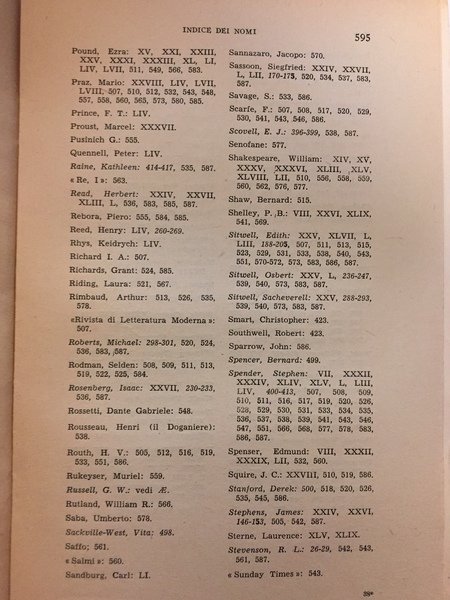 INDICE DEI NOMI
595
Pound, Ezra: XV, XXI, XXIII,
XXV, XXXI, XXXIII, XL, LI,
LIV, LVII, 511, 549, 566, 583.
Praz, Mario: XXVIII, LIV, LVII,
LVIII, 507, 510, 512, 532, 543, 548,
557, 558, 560, 565, 573, 580, 585.
Prince, F. T.: LIV.
Proust, Marcel: XXXVII.
Pusinich G.: 555.
Quennell, Peter: LIV.
Raine, Kathleen: 414-417, 535, 587.
« Re, I »: 563.
Read, Herbert: XXIV, XXVII,
XLIII, L, 536, 583, 585, 587.
Rebora, Piero: 555, 584, 585.
Reed, Henry: LIV, 260-269.
Rhys, Keidrych: LIV.
Richard I. A.: 507.
Richards, Grant: 524, 585.
Riding, Laura: 521, 567.
Rimbaud, Arthur: 513, 526, 535,
578.
«Rivista di Letteratura Moderna»:
507.
Roberts, Michael: 298-301, 520, 524,
536, 583, 587.
Rodman, Selden: 508, 509, 511, 513,
519, 522, 525, 584.
Rosenberg, Isaac: XXVII, 230-233,
536, 587.
Rossetti, Dante Gabriele: 548.
Rousseau, Henri (il Doganiere):
538.
Routh, H. V.: 505, 512, 516, 519,
533, 551, 586.
Rukeyser, Muriel: 559.
Russell, G. W.: vedi Æ.
Rutland, William R.: 566.
Saba, Umberto: 578.
Sackville-West, Vita: 498.
Saffo; 561.
« Salmi »: 560.
Sandburg, Carl: LI.
Sannazaro, Jacopo: 570.
Sassoon, Siegfried: XXIV, XXVII,
L, LII, 170-175, 520, 534, 537, 583,
587.
Savage, S.: 533, 586.
Scarfe, F.: 507, 508, 517, 520, 529,
530, 541, 543, 546, 586.
Scovell, E. J.: 396-399, 538, 587.
Senofane: 577.
Shakespeare, William: XIV, XV,
XXXV, XXXVI, XLIII, XLV,
XLVIII, LII, 510, 556, 558, 559,
560, 562, 576, 577.
Shaw, Bernard: 515.
Shelley, P. B.: VIII, XXVI, XLIX,
541, 569.
Sitwell, Edith: XXV, XLVII, L,
LIII, 188-205, 507, 511, 513, 515,
523, 529, 531, 533, 538, 540, 543,
551, 570-572, 573, 583, 586, 587.
Sitwell, Osbert: XXV, L, 236-247,
539, 540, 573, 583, 587.
Sitwell, Sacheverell: XXV, 288-293,
539, 540, 573, 583, 587.
Smart, Christopher: 423.
Southwell, Robert: 423.
Sparrow, John: 586.
Spencer, Bernard: 499.
Spender, Stephen: VII, XXXII,
XXXIV, XLIV, XLV, L, LIII,
LIV, 400-413, 507, 508, 509,
510, 511, 516, 517, 519, 520, 526,
528, 529, 530, 531, 533, 534, 535,
536, 537, 538, 539, 541, 543, 546,
547, 551, 566, 568, 577, 578, 583,
586, 587.
Spenser, Edmund: VIII, XXXII,
XXXIX, LII, 532, 560.
Squire, J. C.: XXVIII, 510, 519, 586.
Stanford, Derek: 500, 518, 520, 526,
535, 545, 586.
Stephens, James: XXIV, XXVI,
146-153, 505, 542, 587.
Sterne, Laurence: XLV, XLIX.
Stevenson, R. L.: 26-29, 542, 543,
561, 587.
« Sunday Times »: 543.
38*